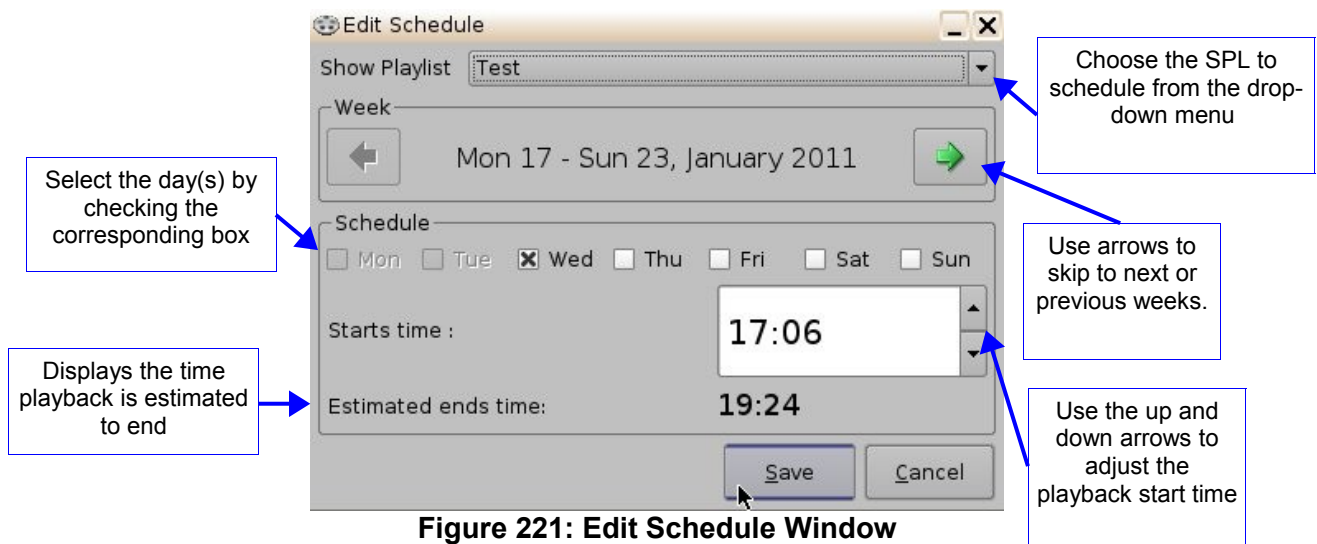 Edit Schedule
Show Playlist Test
Choose the SPL to
schedule from the drop-
down menu
Week
Mon 17 - Sun 23, January 2011
Select the day(s) by
checking the
corresponding box
Schedule
Mon Tue Wed Thu Fri Sat Sun
Use arrows to
skip to next or
previous weeks.
Starts time :
17:06
Displays the time
playback is estimated
to end
Estimated ends time:
19:24
Use the up and
down arrows to
adjust the
playback start time
Save
Cancel
Figure 221: Edit Schedule Window